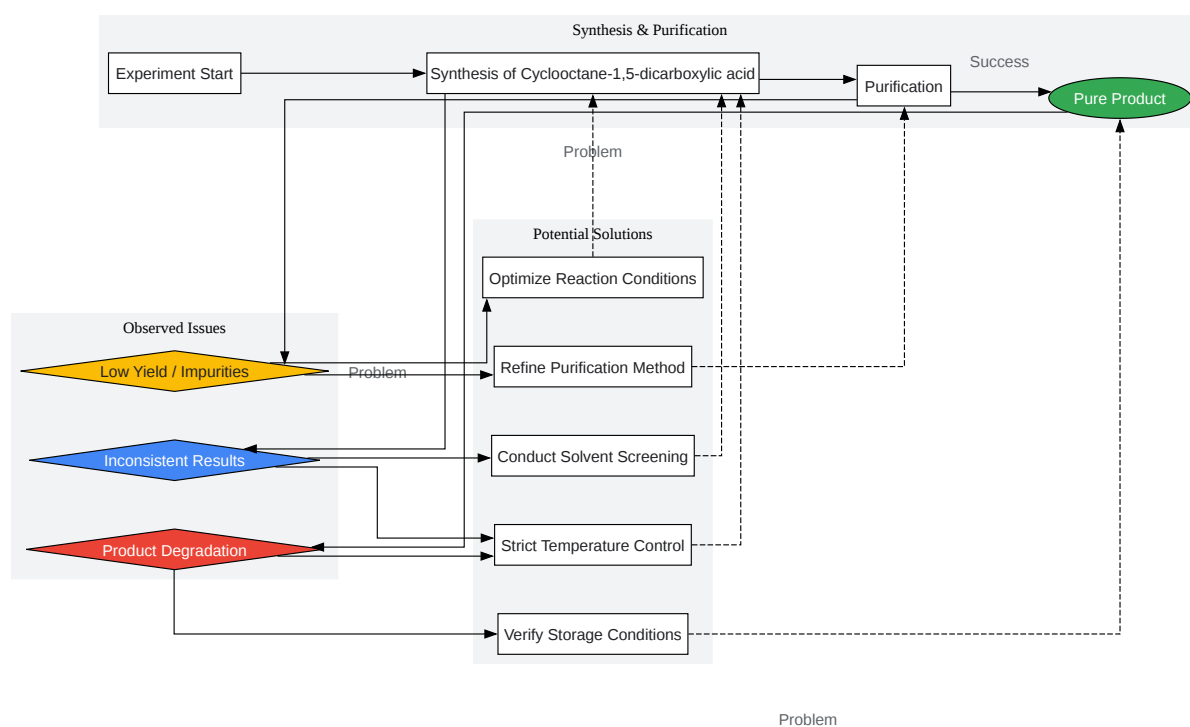 Synthesis & Purification
Experiment Start
Synthesis of Cyclooctane-1,5-dicarboxylic acid
Purification
Success
Pure Product
Problem
Potential Solutions
Optimize Reaction Conditions
Observed Issues
Low Yield / Impurities
Problem
Refine Purification Method
Inconsistent Results
Conduct Solvent Screening
Product Degradation
Strict Temperature Control
Verify Storage Conditions
Problem